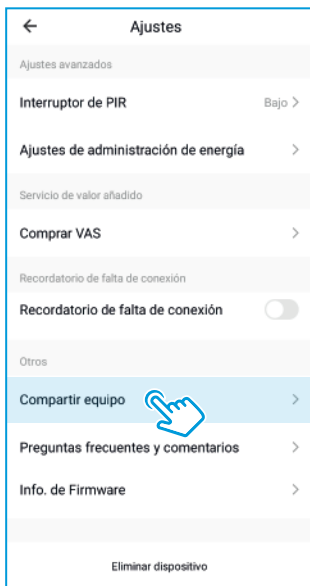 Ajustes
Ajustes avanzados
Interruptor de PIR Bajo
Ajustes de administración de energía
Servicio de valor añadido
Comprar VAS
Recordatorio de falta de conexión
Recordatorio de falta de conexión
Otros
Compartir equipo
Preguntas frecuentes y comentarios
Info. de Firmware
Eliminar dispositivo